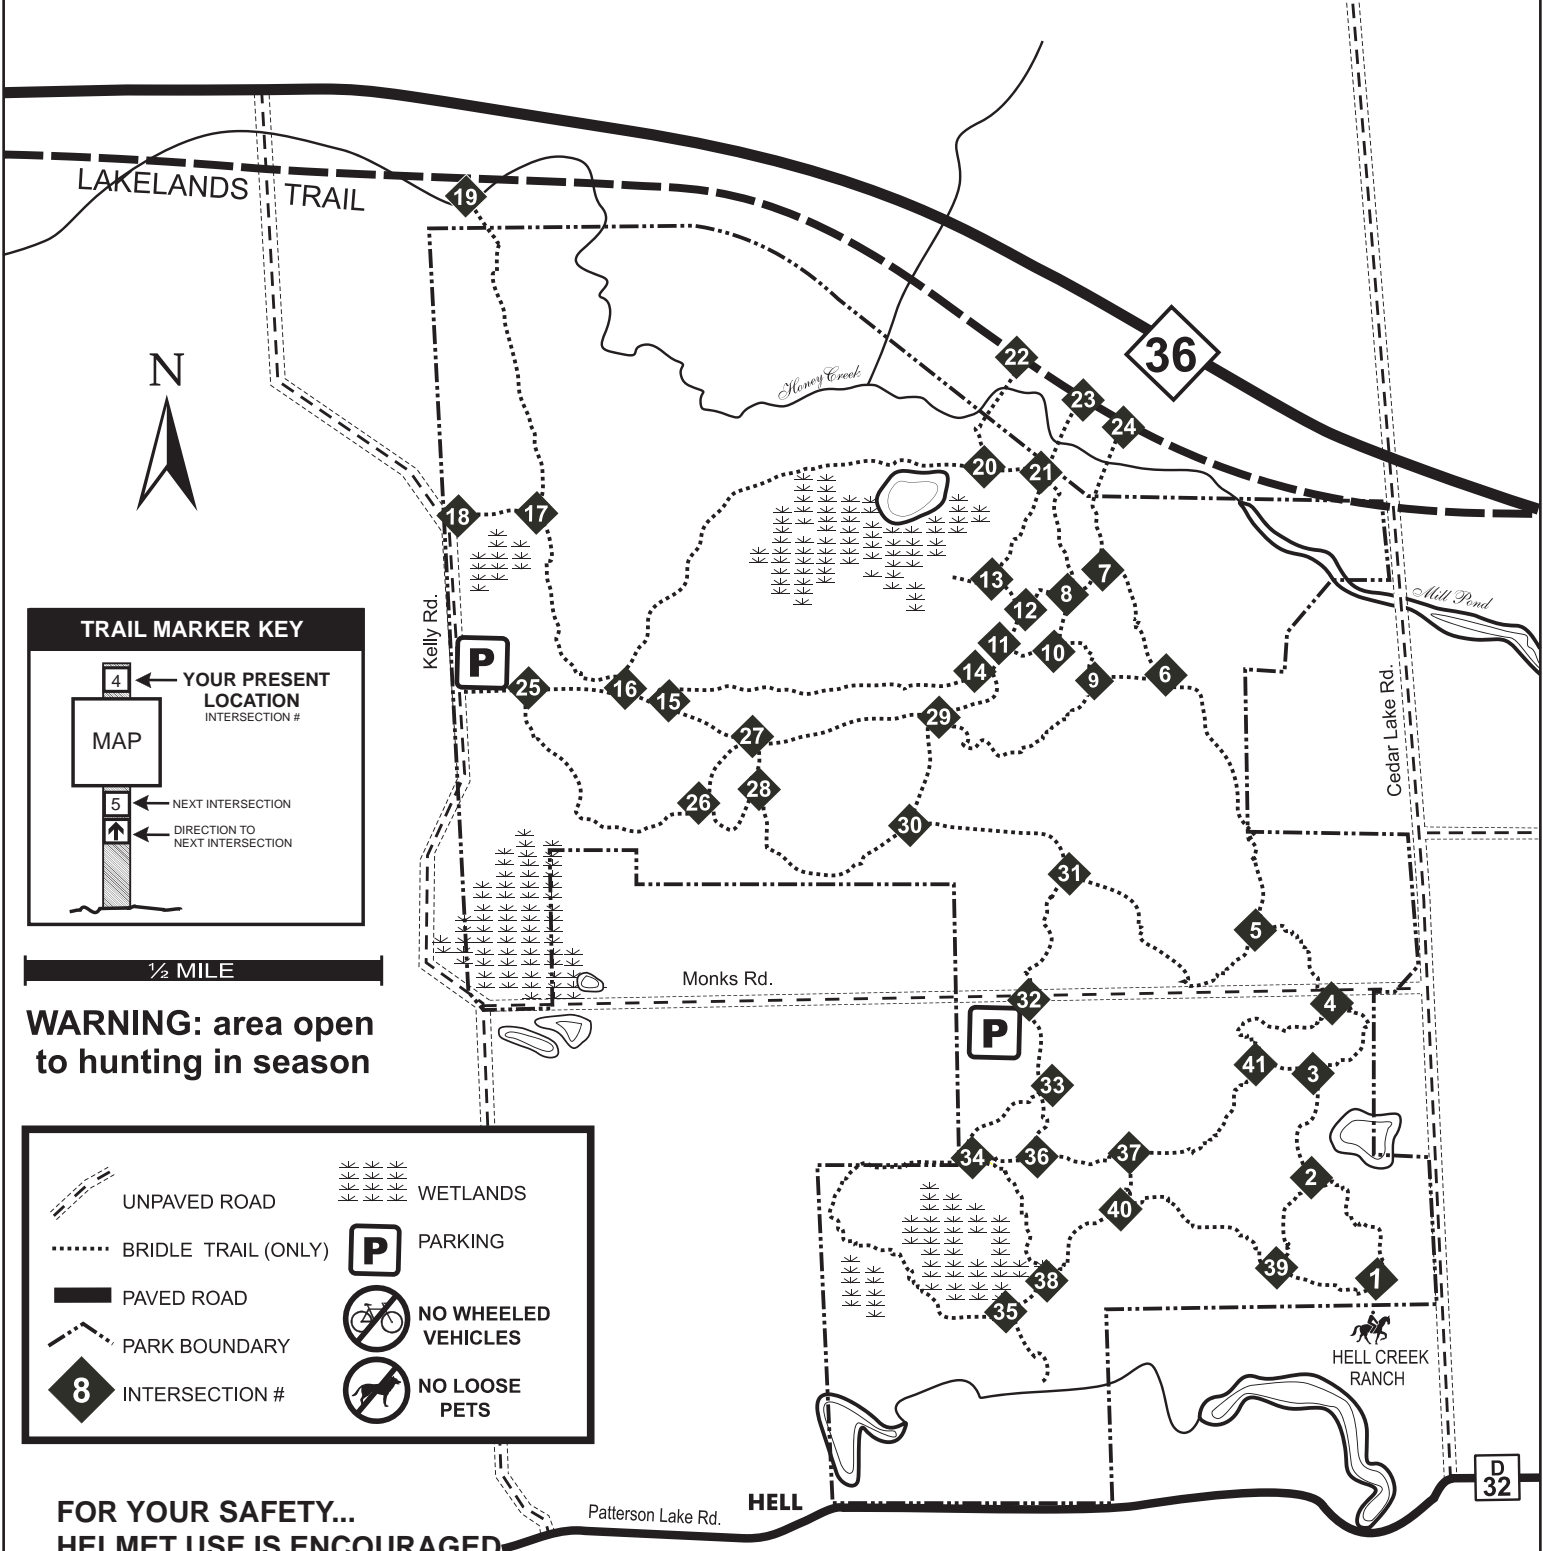 LAKELANDS TRAIL
19
N
36
22
Honey Creek
23
24
20
21
18
17
13
7
8
12
Mill Pond
TRAIL MARKER KEY
4
YOUR PRESENT
LOCATION
INTERSECTION #
MAP
5
NEXT INTERSECTION
DIRECTION TO
NEXT INTERSECTION
Kelly Rd.
P
25
16
15
14
11
10
9
6
29
27
28
26
30
Cedar Lake Rd.
31
5
½ MILE
Monks Rd.
32
4
P
WARNING: area open
to hunting in season
41
3
33
34
36
37
2
40
39
1
38
35
UNPAVED ROAD
BRIDLE TRAIL (ONLY)
PAVED ROAD
PARK BOUNDARY
8
INTERSECTION #
WETLANDS
P
PARKING
NO WHEELED
VEHICLES
NO LOOSE
PETS
HELL CREEK
RANCH
D
32
HELL
Patterson Lake Rd.
FOR YOUR SAFETY...
HELMET USE IS ENCOURAGED